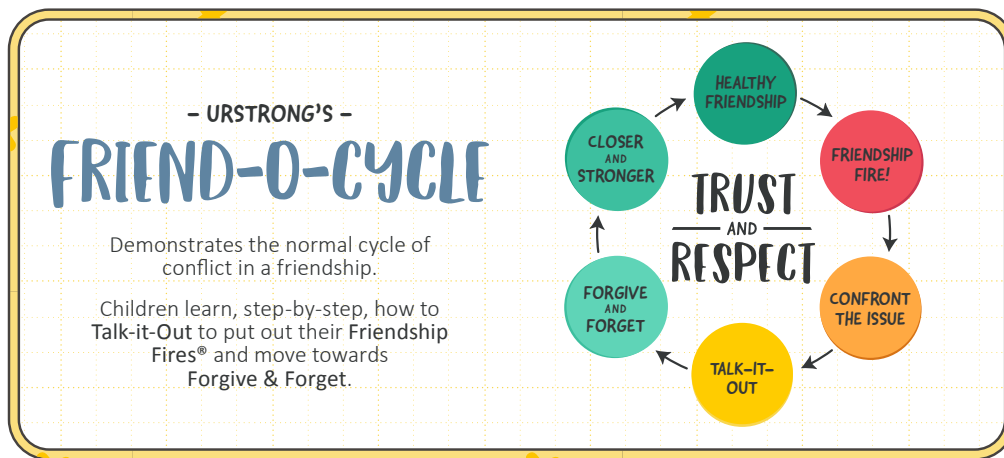 – URSTRONG'S –
FRIEND-O-CYCLE
Demonstrates the normal cycle of
conflict in a friendship.
Children learn, step-by-step, how to
Talk-it-Out to put out their Friendship
Fires® and move towards
Forgive & Forget.
HEALTHY
FRIENDSHIP
FRIENDSHIP
FIRE!
CONFRONT
THE ISSUE
TALK-IT-
OUT
FORGIVE
AND
FORGET
CLOSER
AND
STRONGER
TRUST
AND
RESPECT